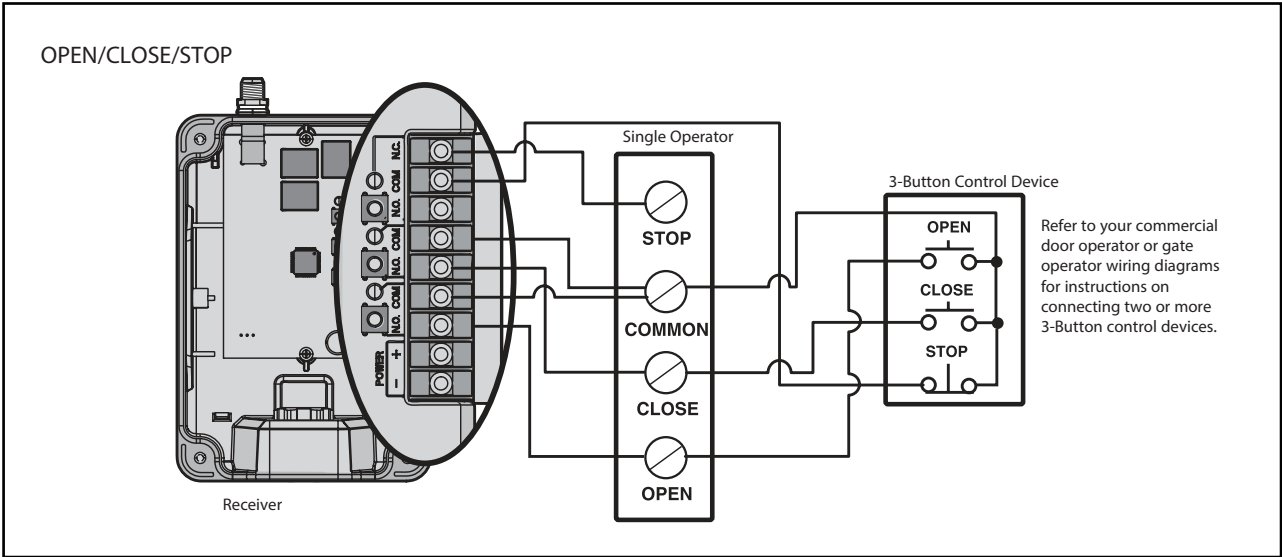 OPEN/CLOSE/STOP
Single Operator
3-Button Control Device
N.C.
COM
N.O.
COM
N.O.
COM
N.O.
POWER
+
−
STOP
COMMON
CLOSE
OPEN
OPEN
CLOSE
STOP
Refer to your commercial
door operator or gate
operator wiring diagrams
for instructions on
connecting two or more
3-Button control devices.
Receiver